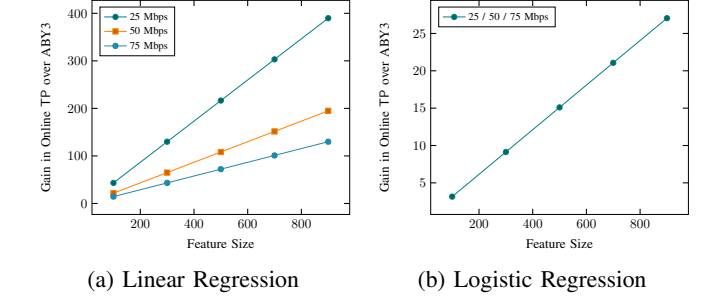 400
300
200
100
0
200 400 600 800
25 Mbps
50 Mbps
75 Mbps
Gain in Online TP over ABY3
Feature Size
(a) Linear Regression
25
20
15
10
5
200 400 600 800
25 / 50 / 75 Mbps
Gain in Online TP over ABY3
Feature Size
(b) Logistic Regression